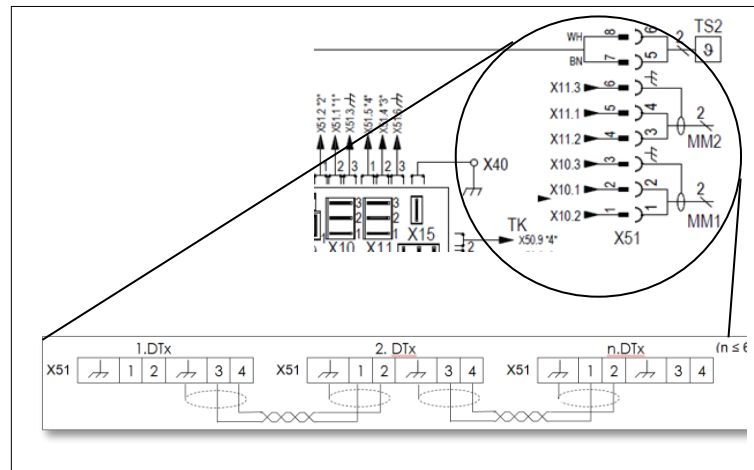 TS2
WH 8 6 2 ϑ
BN 7 5
X11.3 6
X11.1 5 4 2
X11.2 4 3 MM2
X10.3 3
X10.1 2 2 2
X10.2 1 1 MM1
X51
X51.2 "2"
X51.1 "1"
X51.3
X51.5 "4"
X51.4 "3"
X51.6
1 2 3 1 2 3
X40
3 3
2 2
1 1 1
X10 X11 X15
TK
X50.9 "4"
2
1.DTx 2. DTx n.DTx (n ≤ 6
X51 1 2 3 4 X51 1 2 3 4 X51 1 2 3 4